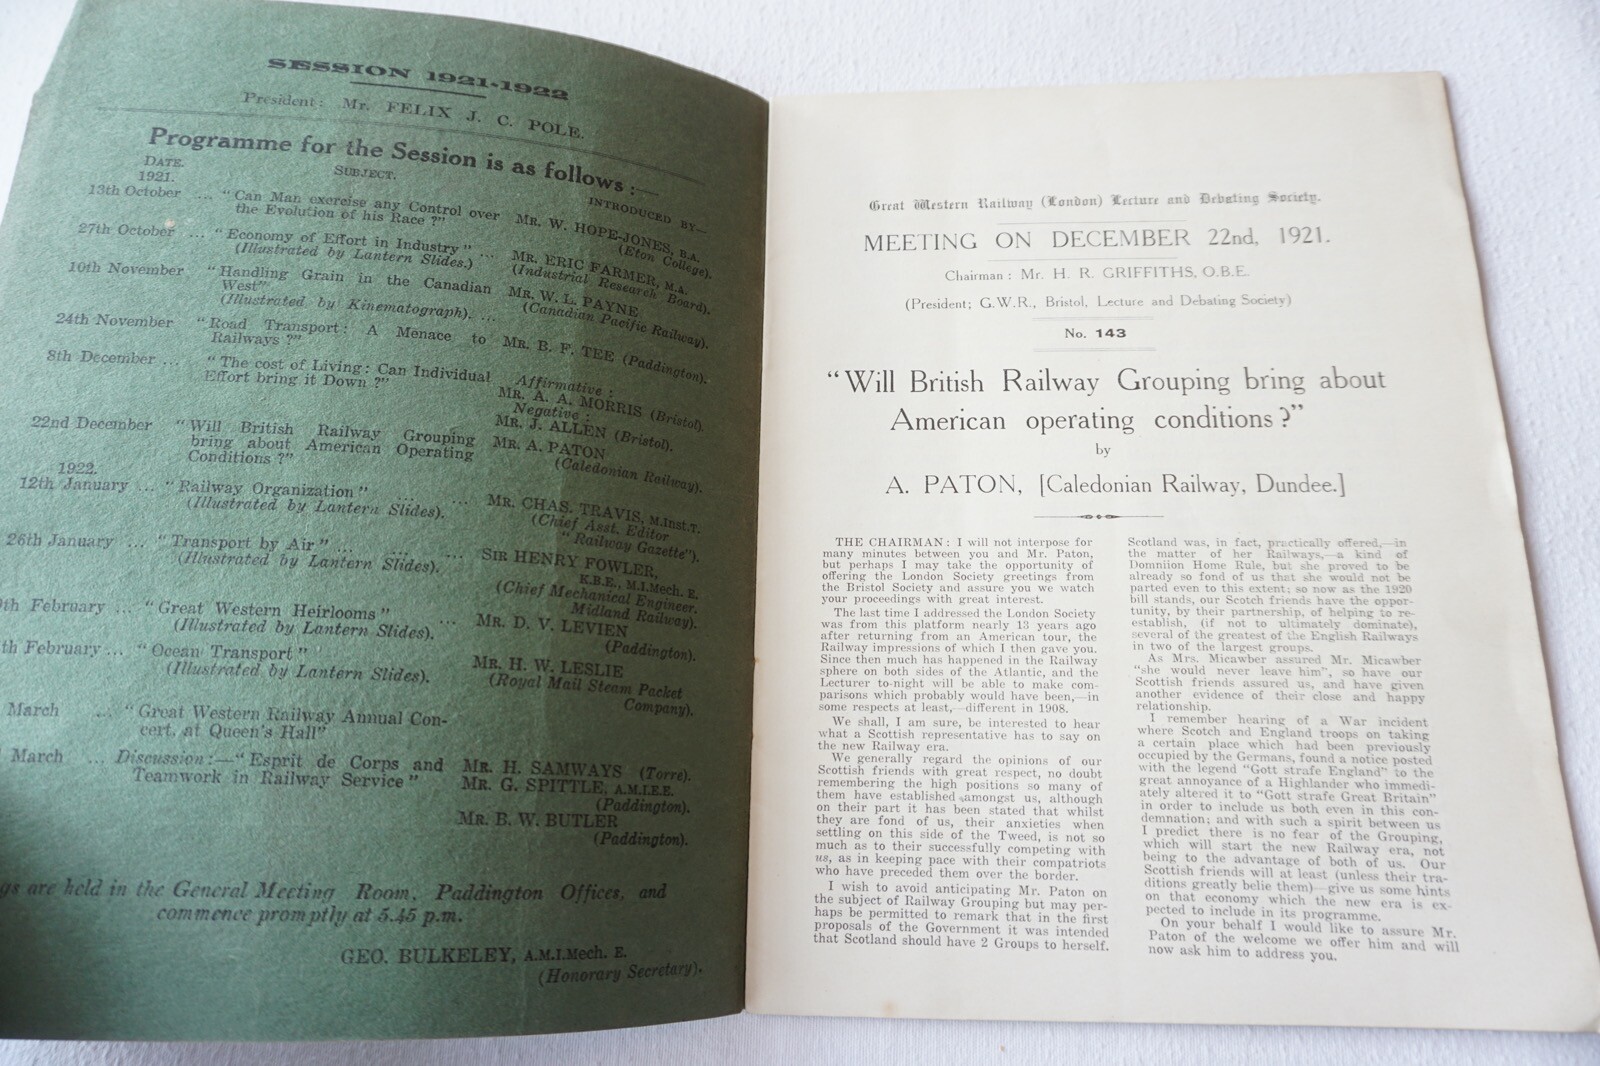 SESSION 1921-1922
President: Mr. FELIX J. C. POLE.
Programme for the Session is as follows:—
DATE. SUBJECT. INTRODUCED BY—
1921.
13th October ... "Can Man exercise any Control over MR. W. HOPE-JONES, B.A.
the Evolution of his Race?" (Eton College).
27th October ... "Economy of Effort in Industry" ... MR. ERIC FARMER, M.A.
(Illustrated by Lantern Slides.) (Industrial Research Board).
10th November "Handling Grain in the Canadian MR. W. L. PAYNE
West" (Canadian Pacific Railway).
(Illustrated by Kinematograph). ...
24th November "Road Transport: A Menace to MR. B. F. TEE (Paddington).
Railways?"
8th December ... "The cost of Living: Can Individual Affirmative:
Effort bring it Down?" MR. A. A. MORRIS (Bristol).
Negative:
MR. J. ALLEN (Bristol).
22nd December "Will British Railway Grouping MR. A. PATON
bring about American Operating (Caledonian Railway).
Conditions?"
1922.
12th January ... "Railway Organization" ... ... MR. CHAS. TRAVIS, M.Inst.T.
(Illustrated by Lantern Slides). (Chief Asst. Editor
"Railway Gazette").
26th January ... "Transport by Air" ... ... ... SIR HENRY FOWLER,
(Illustrated by Lantern Slides). K.B.E., M.I.Mech. E.
(Chief Mechanical Engineer.
Midland Railway).
9th February ... "Great Western Heirlooms" ... MR. D. V. LEVIEN
(Illustrated by Lantern Slides). (Paddington).
th February ... "Ocean Transport" MR. H. W. LESLIE
(Illustrated by Lantern Slides). (Royal Mail Steam Packet
Company).
March ... "Great Western Railway Annual Con-
cert, at Queen's Hall"
March ... Discussion:—"Esprit de Corps and MR. H. SAMWAYS (Torre).
Teamwork in Railway Service" MR. G. SPITTLE, A.M.I.E.E.
(Paddington).
MR. B. W. BUTLER
(Paddington).
gs are held in the General Meeting Room, Paddington Offices, and
commence promptly at 5.45 p.m.
GEO. BULKELEY, A.M.I.Mech. E.
(Honorary Secretary).
Great Western Railway (London) Lecture and Debating Society.
MEETING ON DECEMBER 22nd, 1921.
Chairman: Mr. H. R. GRIFFITHS, O.B.E.
(President; G.W.R., Bristol, Lecture and Debating Society)
No. 143
"Will British Railway Grouping bring about
American operating conditions?"
by
A. PATON, [Caledonian Railway, Dundee.]
THE CHAIRMAN: I will not interpose for
many minutes between you and Mr. Paton,
but perhaps I may take the opportunity of
offering the London Society greetings from
the Bristol Society and assure you we watch
your proceedings with great interest.
The last time I addressed the London Society
was from this platform nearly 13 years ago
after returning from an American tour, the
Railway impressions of which I then gave you.
Since then much has happened in the Railway
sphere on both sides of the Atlantic, and the
Lecturer to-night will be able to make com-
parisons which probably would have been,—in
some respects at least,—different in 1908.
We shall, I am sure, be interested to hear
what a Scottish representative has to say on
the new Railway era.
We generally regard the opinions of our
Scottish friends with great respect, no doubt
remembering the high positions so many of
them have established amongst us, although
on their part it has been stated that whilst
they are fond of us, their anxieties when
settling on this side of the Tweed, is not so
much as to their successfully competing with
us, as in keeping pace with their compatriots
who have preceded them over the border.
I wish to avoid anticipating Mr. Paton on
the subject of Railway Grouping but may per-
haps be permitted to remark that in the first
proposals of the Government it was intended
that Scotland should have 2 Groups to herself.
Scotland was, in fact, practically offered,—in
the matter of her Railways,—a kind of
Domniion Home Rule, but she proved to be
already so fond of us that she would not be
parted even to this extent; so now as the 1920
bill stands, our Scotch friends have the oppor-
tunity, by their partnership, of helping to re-
establish, (if not to ultimately dominate),
several of the greatest of the English Railways
in two of the largest groups.
As Mrs. Micawber assured Mr. Micawber
"she would never leave him", so have our
Scottish friends assured us, and have given
another evidence of their close and happy
relationship.
I remember hearing of a War incident
where Scotch and England troops on taking
a certain place which had been previously
occupied by the Germans, found a notice posted
with the legend "Gott strafe England" to the
great annoyance of a Highlander who immedi-
ately altered it to "Gott strafe Great Britain"
in order to include us both even in this con-
demnation; and with such a spirit between us
I predict there is no fear of the Grouping,
which will start the new Railway era, not
being to the advantage of both of us. Our
Scottish friends will at least (unless their tra-
ditions greatly belie them)—give us some hints
on that economy which the new era is ex-
pected to include in its programme.
On your behalf I would like to assure Mr.
Paton of the welcome we offer him and will
now ask him to address you.